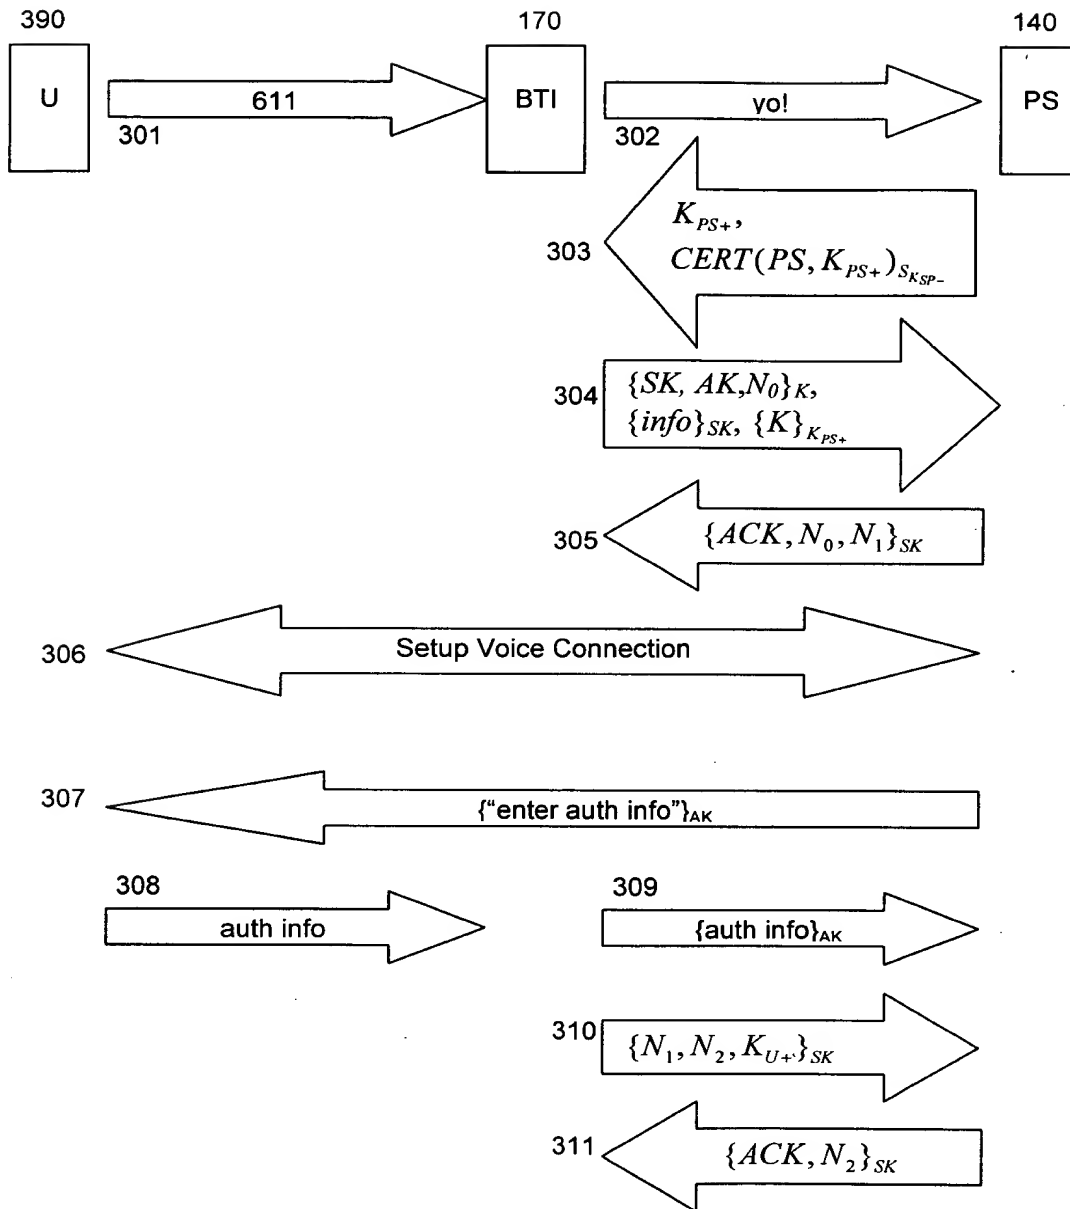 390 170 140
U 611 BTI yo! PS
301 302
303 K_{PS+},
CERT(PS, K_{PS+})_{S_{K_{SP-}}}
304 {SK, AK,N_0}_K,
{info}_{SK}, {K}_{K_{PS+}}
305 {ACK, N_0, N_1}_{SK}
306 Setup Voice Connection
307 {“enter auth info”}_{AK}
308 309
auth info {auth info}_{AK}
310 {N_1, N_2, K_{U+}}_{SK}
311 {ACK, N_2}_{SK}